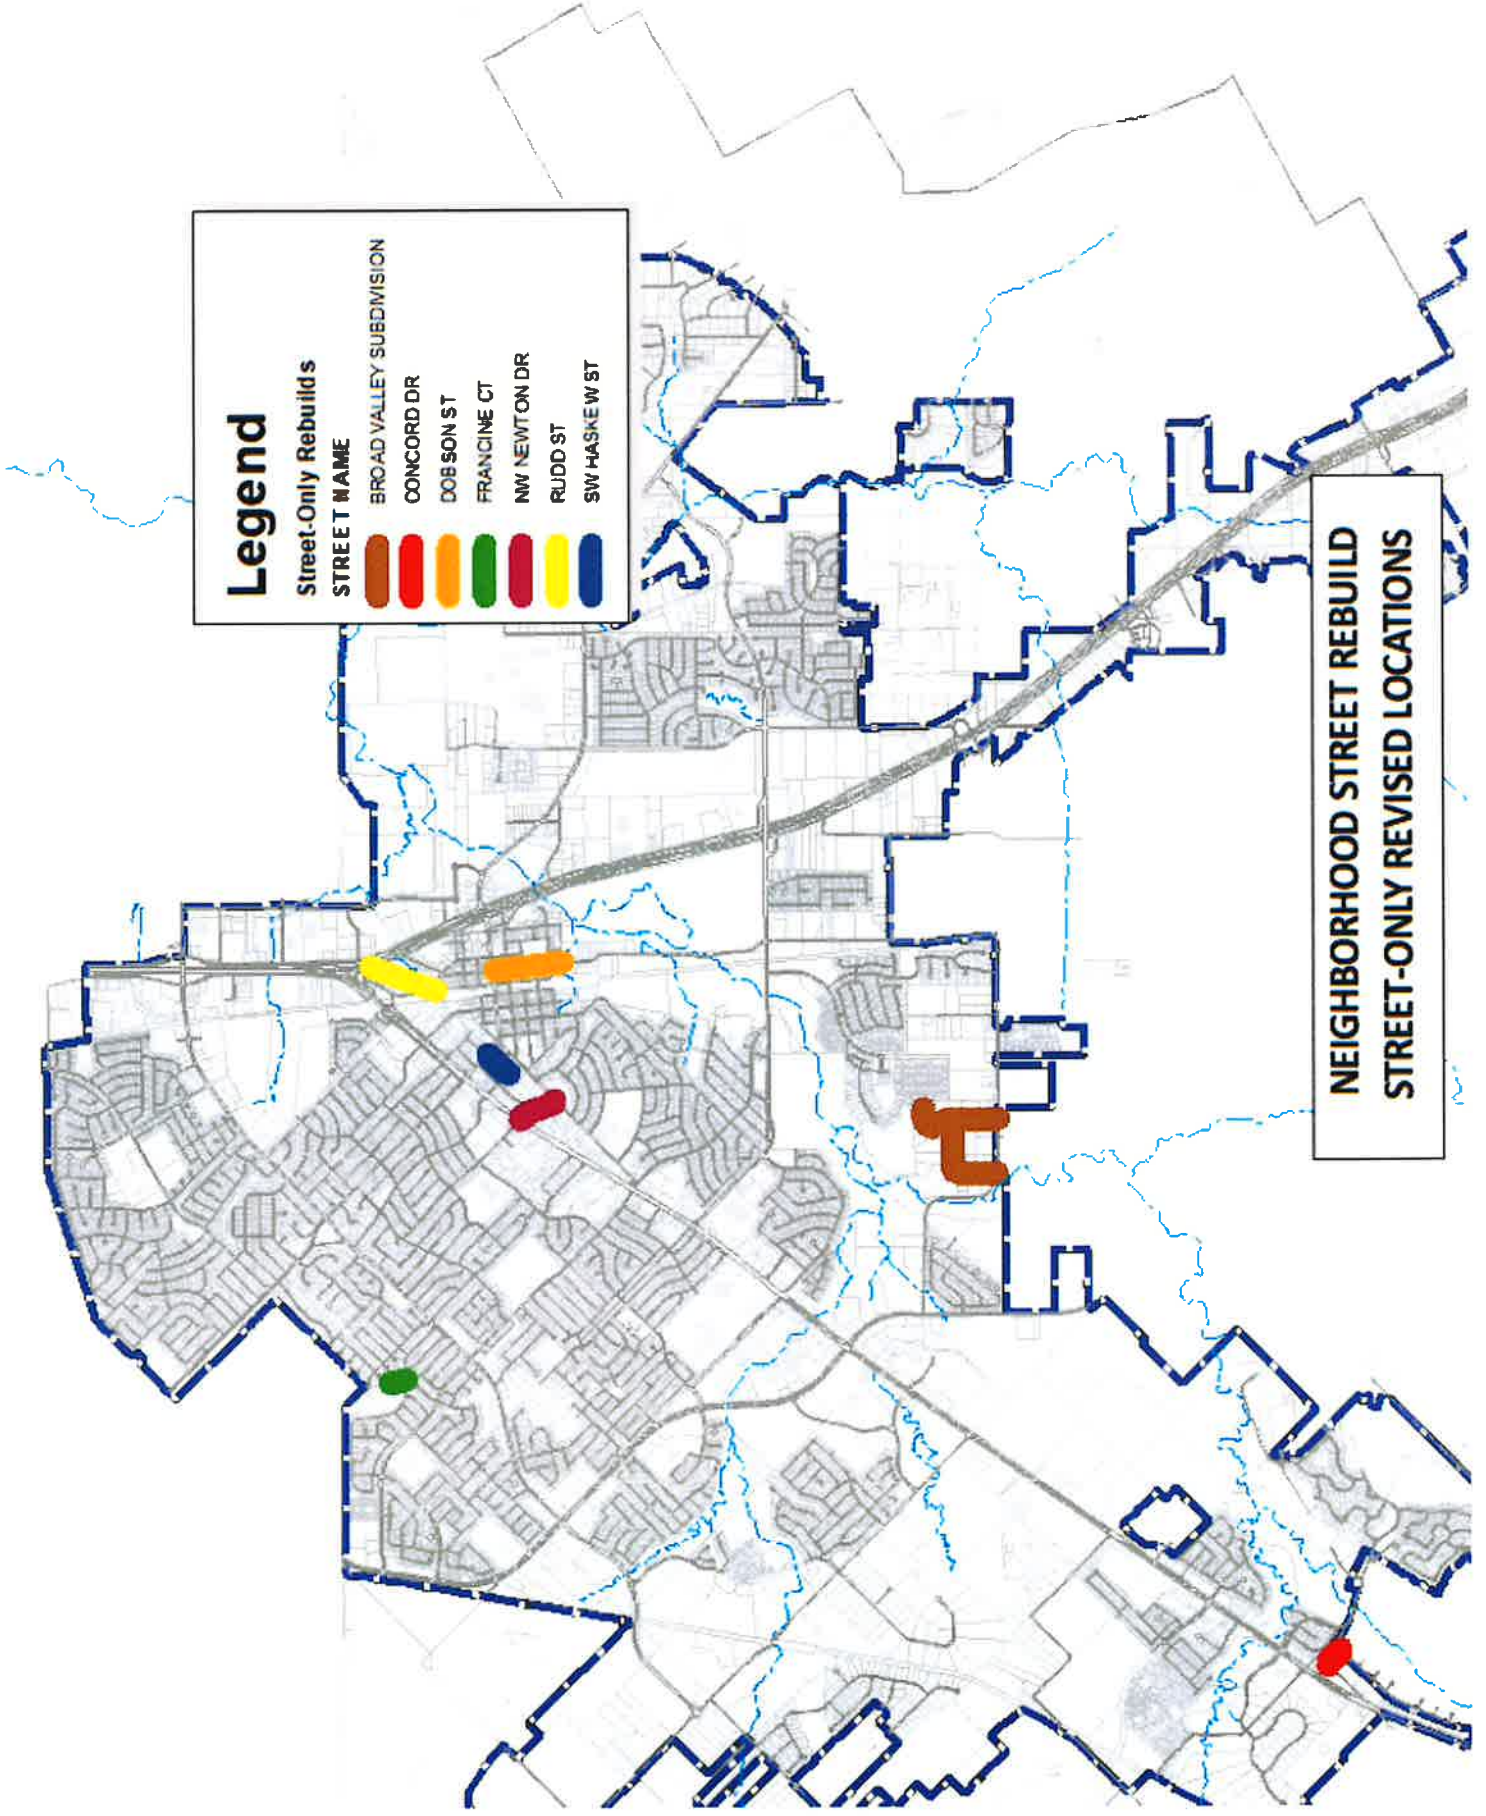 Legend
Street-Only Rebuilds
STREET NAME
BROAD VALLEY SUBDIVISION
CONCORD DR
DOBSON ST
FRANCINE CT
NW NEWTON DR
RUDD ST
SW HASKEW ST
NEIGHBORHOOD STREET REBUILD
STREET-ONLY REVISED LOCATIONS